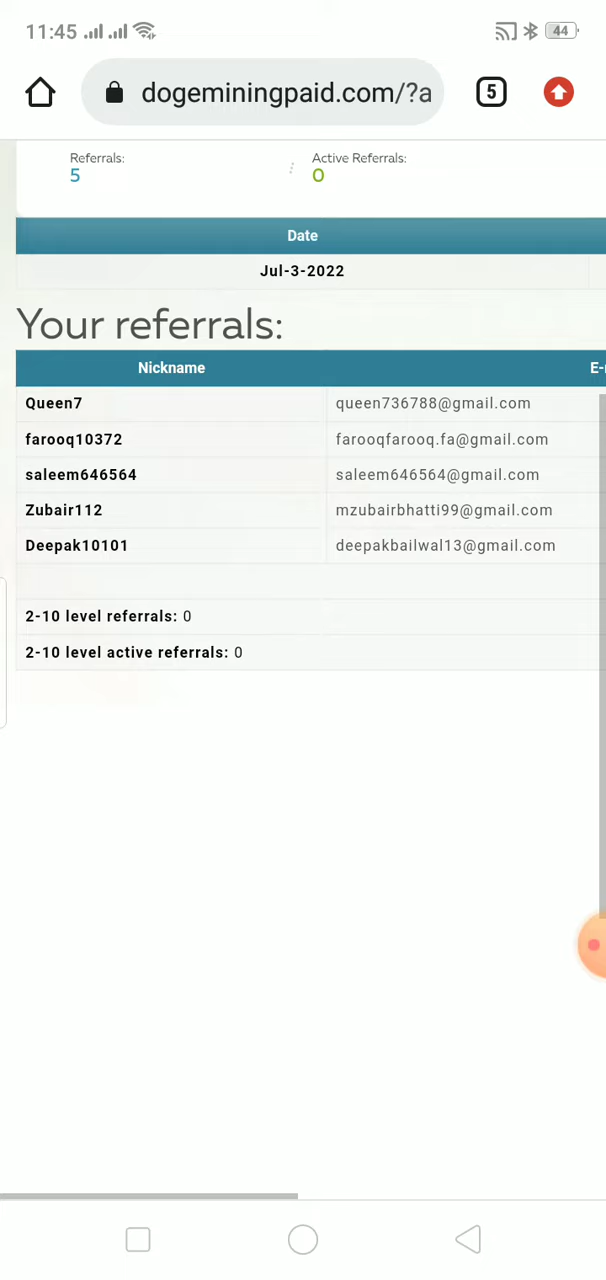 11:45
44
dogeminingpaid.com/?a
5
Referrals:
5
Active Referrals:
0
Date
Jul-3-2022
Your referrals:
Nickname
E-
Queen7
queen736788@gmail.com
farooq10372
farooqfarooq.fa@gmail.com
saleem646564
saleem646564@gmail.com
Zubair112
mzubairbhatti99@gmail.com
Deepak10101
deepakbailwal13@gmail.com
2-10 level referrals: 0
2-10 level active referrals: 0